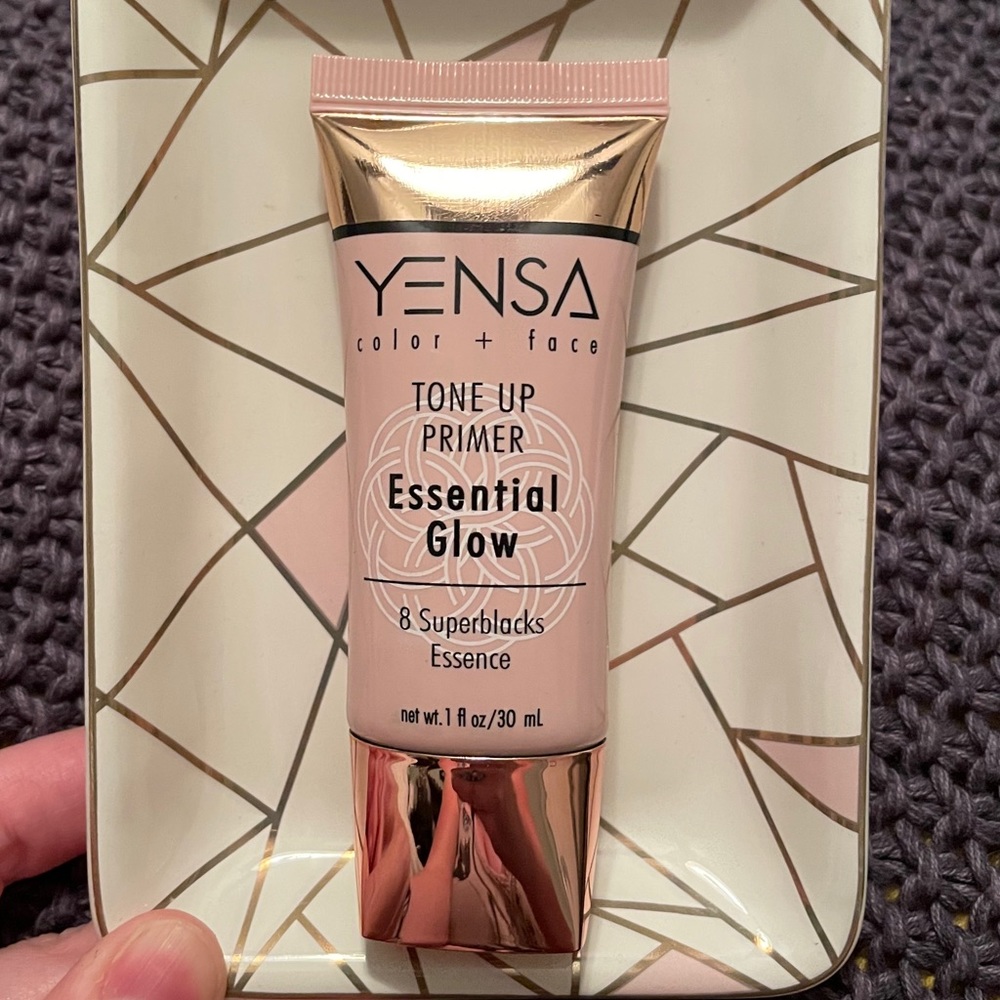 YENSA
color + face
TONE UP
PRIMER
Essential
Glow
8 Superblacks
Essence
net wt. 1 fl oz/30 mL